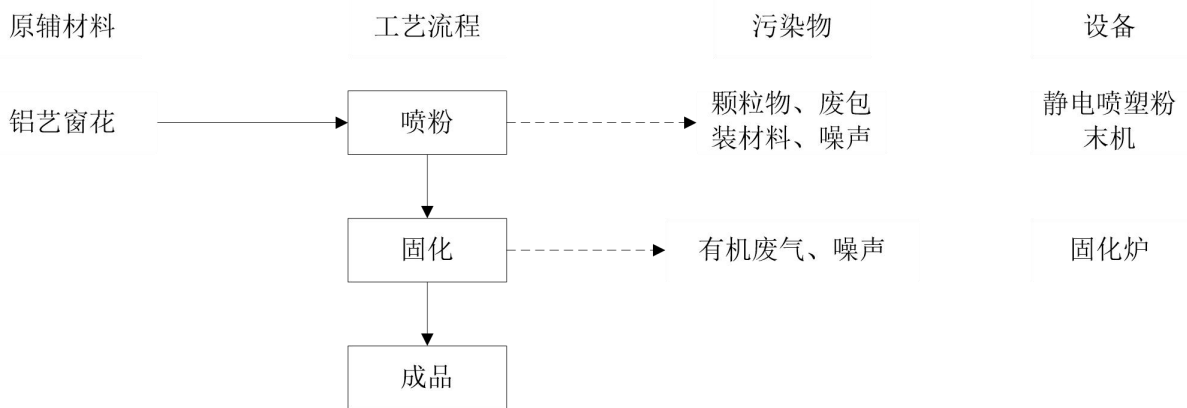 原辅材料 工艺流程 污染物 设备
铝艺窗花 喷粉 颗粒物、废包 静电喷塑粉
装材料、噪声 末机
固化 有机废气、噪声 固化炉
成品